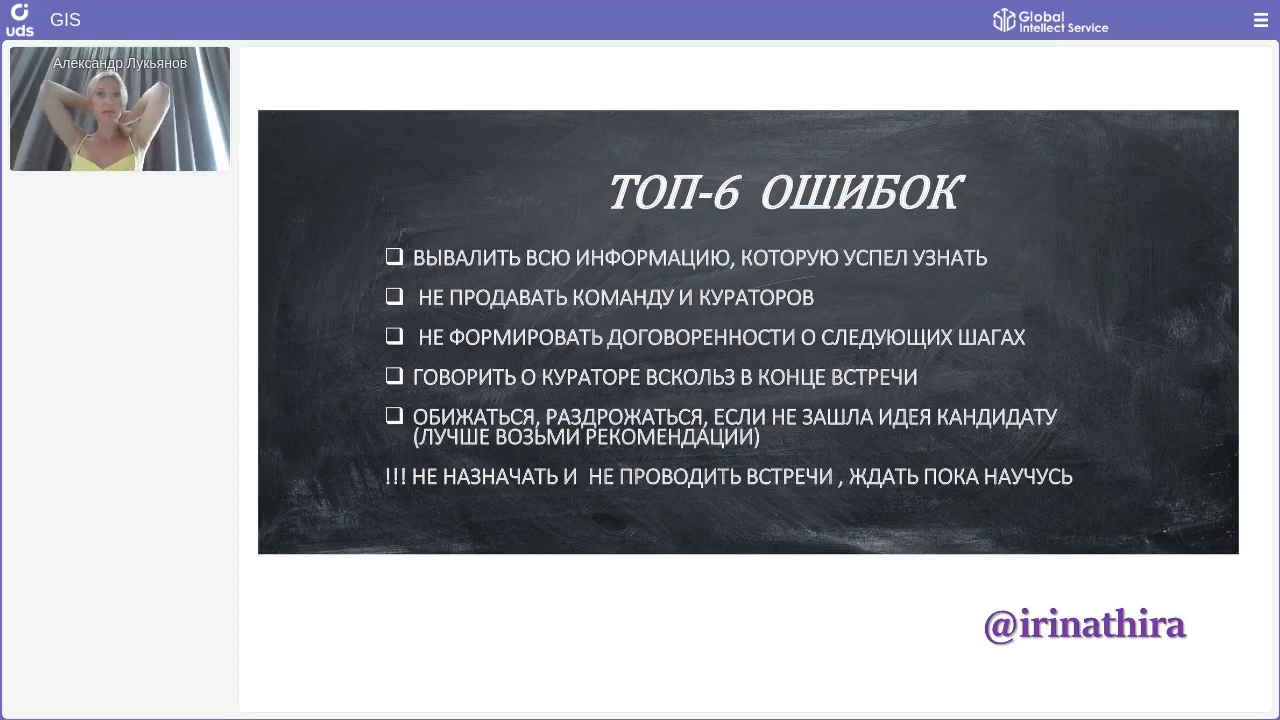 uds
GIS
Global
Intellect Service
Александр Лукьянов
ТОП-6 ОШИБОК
❑ ВЫВАЛИТЬ ВСЮ ИНФОРМАЦИЮ, КОТОРУЮ УСПЕЛ УЗНАТЬ
❑ НЕ ПРОДАВАТЬ КОМАНДУ И КУРАТОРОВ
❑ НЕ ФОРМИРОВАТЬ ДОГОВОРЕННОСТИ О СЛЕДУЮЩИХ ШАГАХ
❑ ГОВОРИТЬ О КУРАТОРЕ ВСКОЛЬЗ В КОНЦЕ ВСТРЕЧИ
❑ ОБИЖАТЬСЯ, РАЗДРОЖАТЬСЯ, ЕСЛИ НЕ ЗАШЛА ИДЕЯ КАНДИДАТУ
(ЛУЧШЕ ВОЗЬМИ РЕКОМЕНДАЦИИ)
!!! НЕ НАЗНАЧАТЬ И НЕ ПРОВОДИТЬ ВСТРЕЧИ , ЖДАТЬ ПОКА НАУЧУСЬ
@irinathira